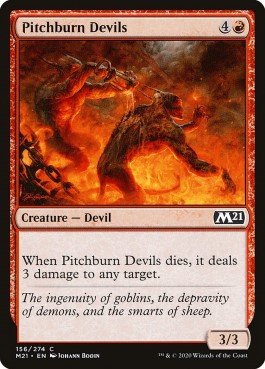 Pitchburn Devils 4
Creature — Devil
M21
When Pitchburn Devils dies, it deals
3 damage to any target.
The ingenuity of goblins, the depravity
of demons, and the smarts of sheep.
3/3
156/274 C
M21 • EN Johann Bodin
™ & © 2020 Wizards of the Coast